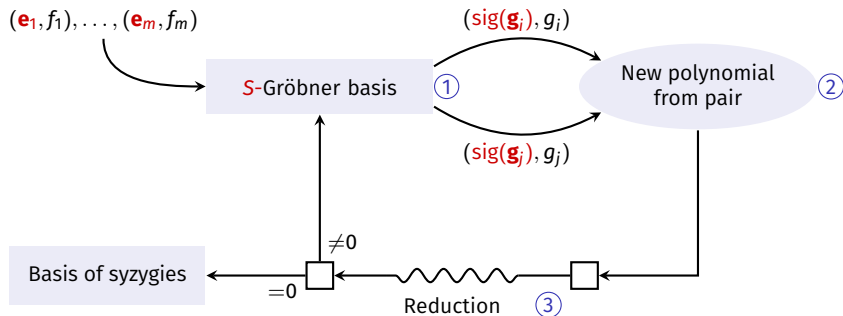 (𝐞₁, f₁), . . . , (𝐞ₘ, fₘ)
(sig(𝐠ᵢ), gᵢ)
S-Gröbner basis
①
New polynomial
from pair
②
(sig(𝐠ⱼ), gⱼ)
≠0
Basis of syzygies
=0
Reduction
③